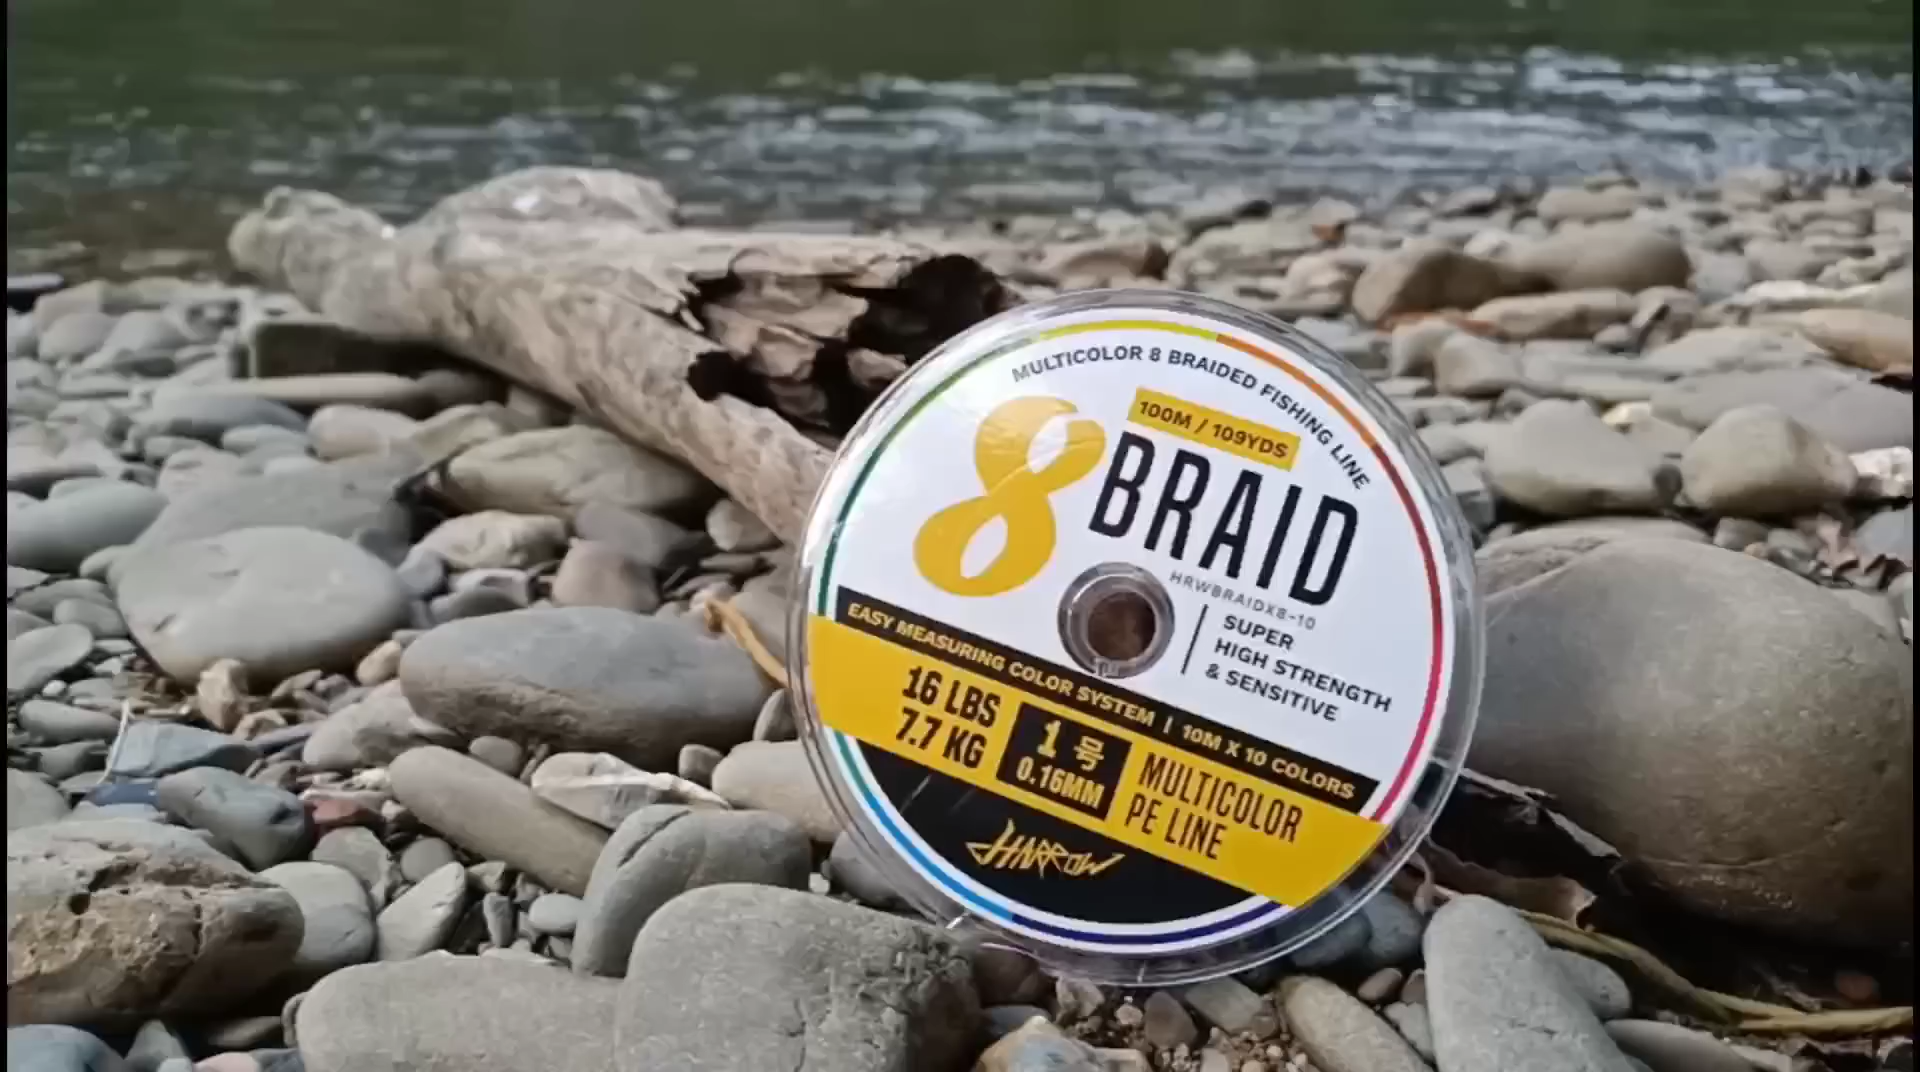 MULTICOLOR 8 BRAIDED FISHING LINE
100M / 109YDS
8 BRAID
HRWBRAIDX8-10
SUPER
HIGH STRENGTH
& SENSITIVE
EASY MEASURING COLOR SYSTEM | 10M X 10 COLORS
16 LBS
7.7 KG
1号
0.16MM
MULTICOLOR
PE LINE
HARROW